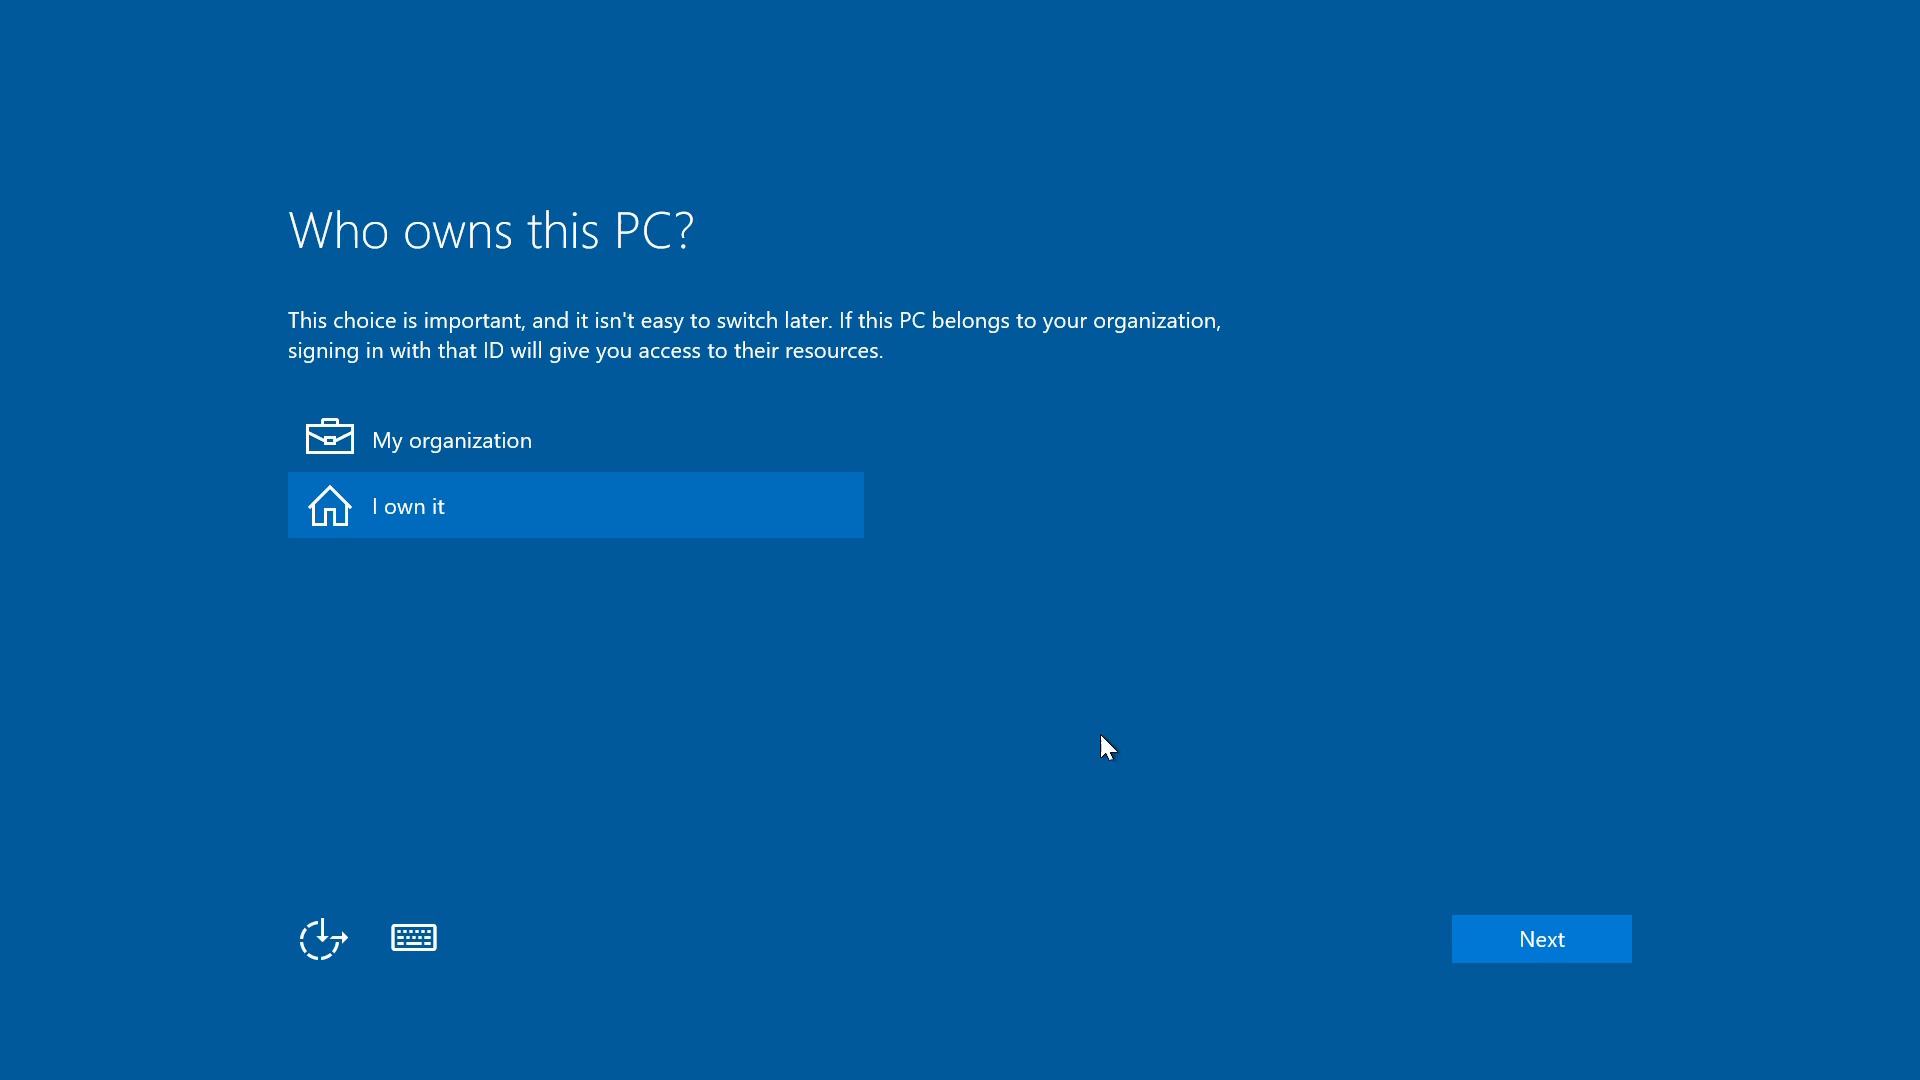 Who owns this PC?
This choice is important, and it isn't easy to switch later. If this PC belongs to your organization,
signing in with that ID will give you access to their resources.
My organization
I own it
Next